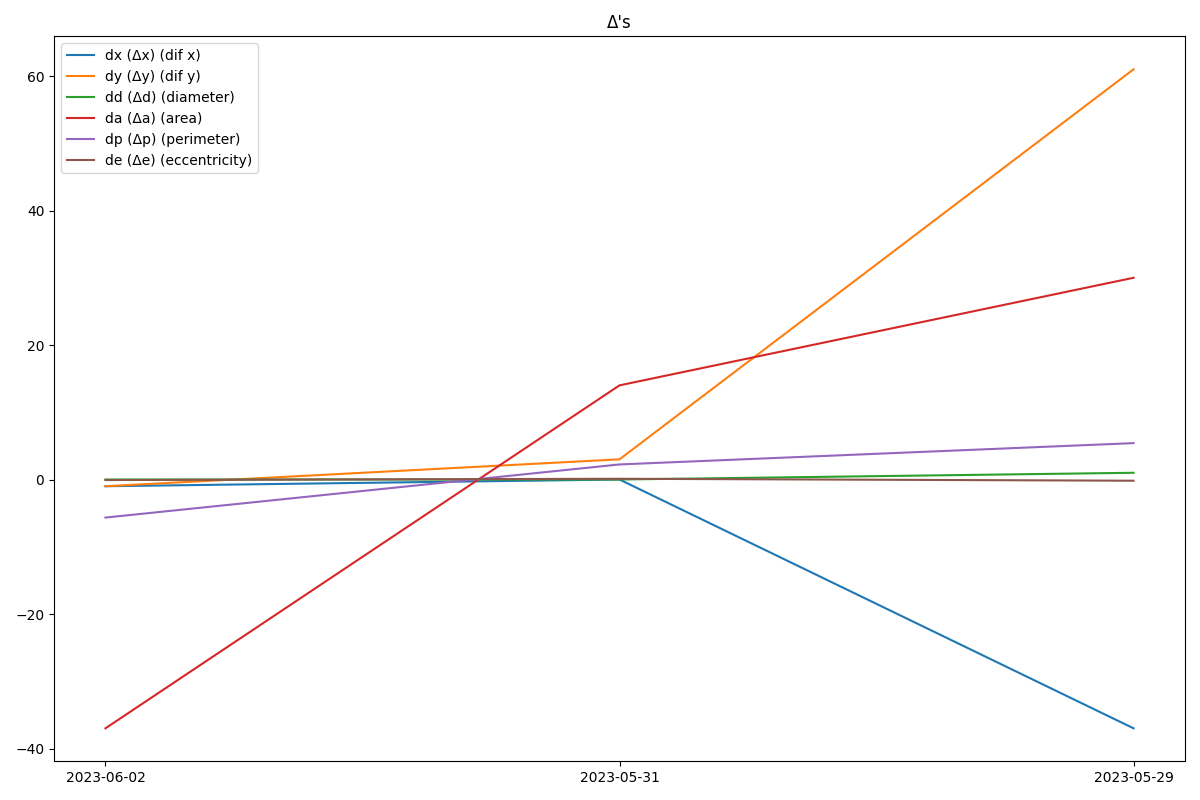 Δ's
dx (Δx) (dif x)
dy (Δy) (dif y)
dd (Δd) (diameter)
da (Δa) (area)
dp (Δp) (perimeter)
de (Δe) (eccentricity)
60
40
20
0
−20
−40
2023-06-02 2023-05-31 2023-05-29